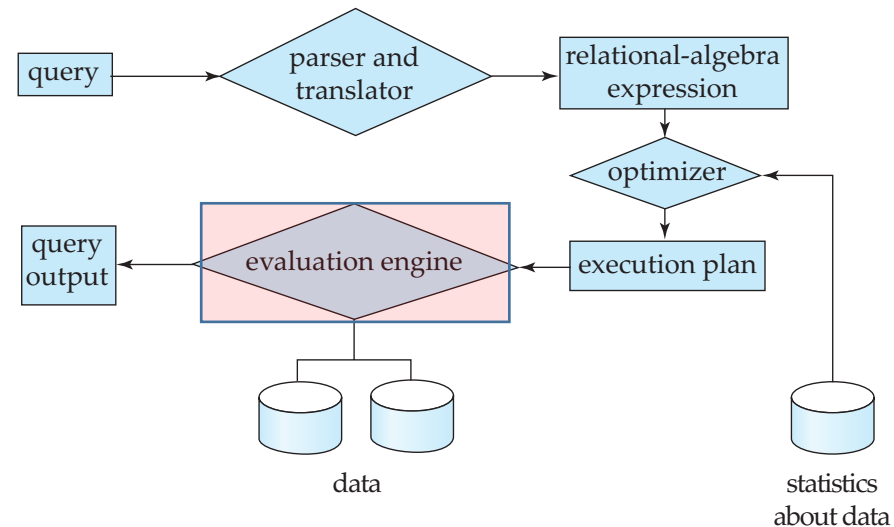 query
parser and
translator
relational-algebra
expression
optimizer
query
output
evaluation engine
execution plan
data
statistics
about data